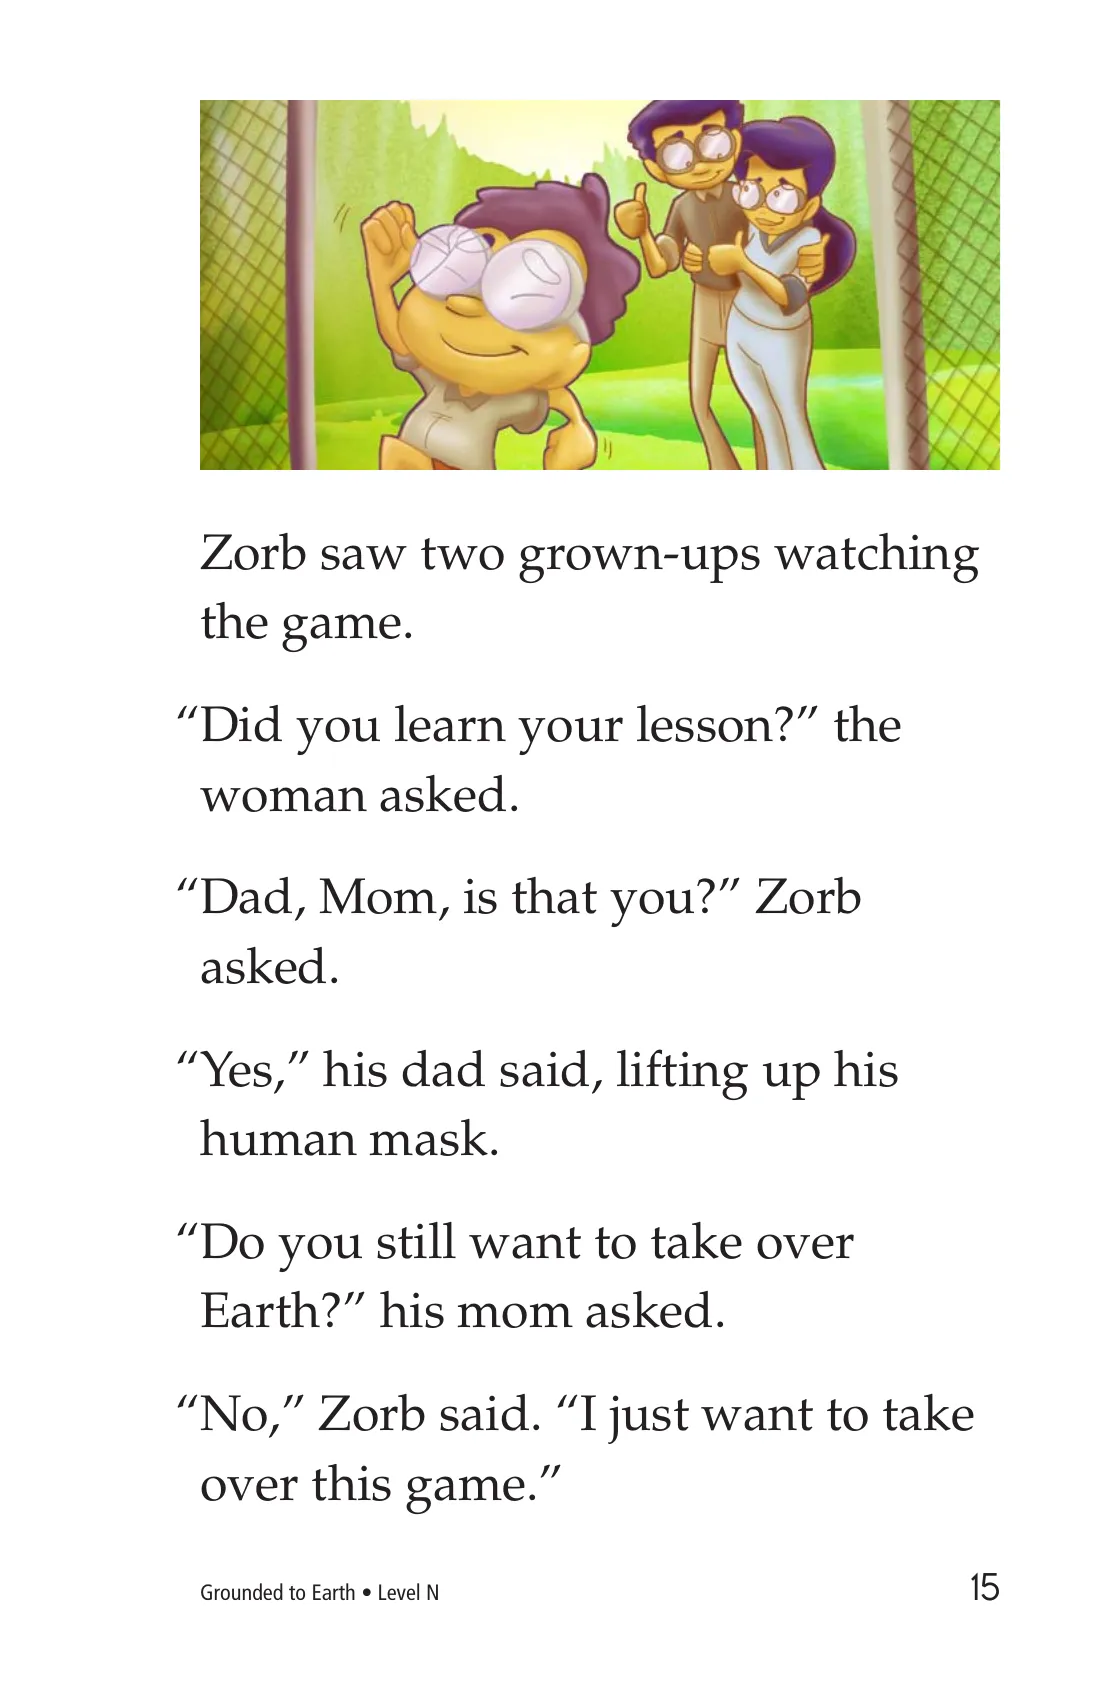 Zorb saw two grown-ups watching
the game.
“Did you learn your lesson?” the
woman asked.
“Dad, Mom, is that you?” Zorb
asked.
“Yes,” his dad said, lifting up his
human mask.
“Do you still want to take over
Earth?” his mom asked.
“No,” Zorb said. “I just want to take
over this game.”
Grounded to Earth • Level N
15